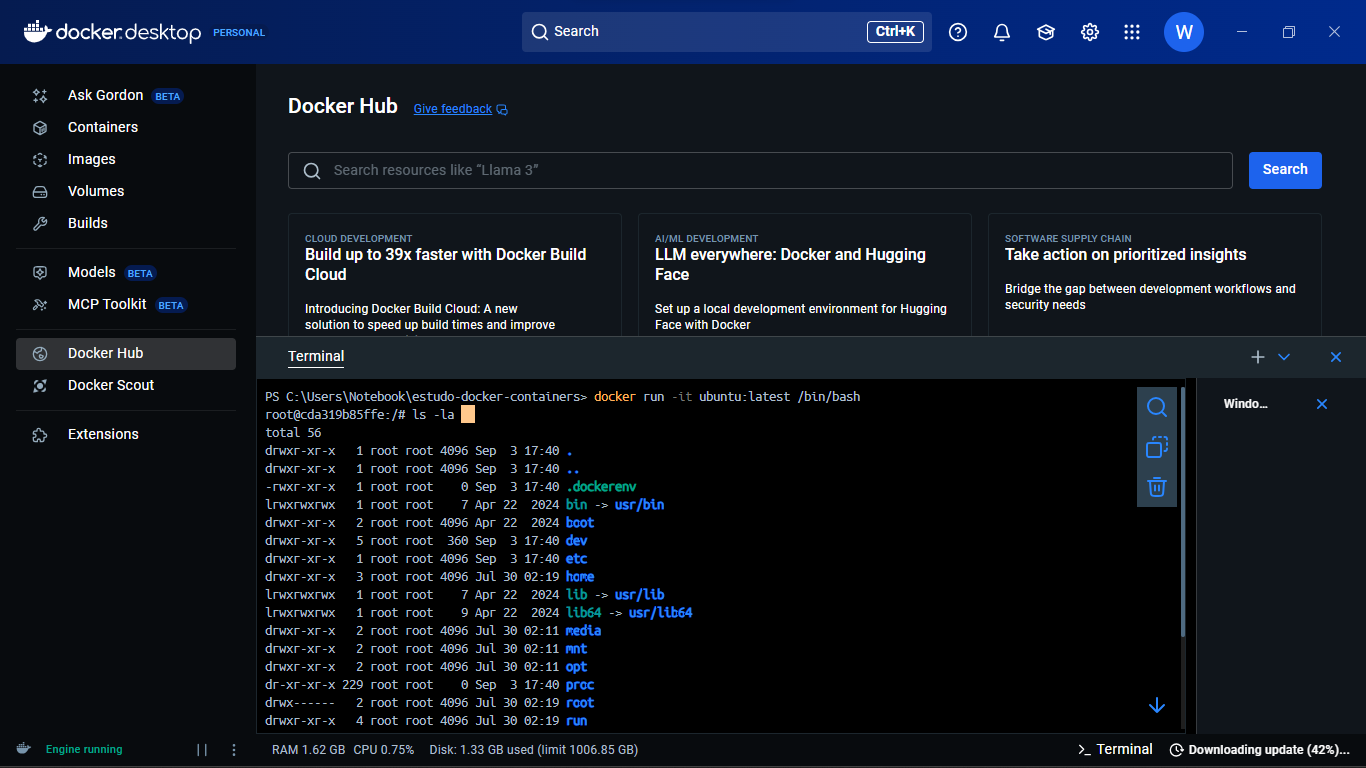 docker.desktop PERSONAL
Search Ctrl+K
W
Ask Gordon BETA
Containers
Images
Volumes
Builds
Models BETA
MCP Toolkit BETA
Docker Hub
Docker Scout
Extensions
Docker Hub Give feedback
Search resources like “Llama 3” Search
CLOUD DEVELOPMENT
Build up to 39x faster with Docker Build
Cloud
Introducing Docker Build Cloud: A new
solution to speed up build times and improve
AI/ML DEVELOPMENT
LLM everywhere: Docker and Hugging
Face
Set up a local development environment for Hugging
Face with Docker
SOFTWARE SUPPLY CHAIN
Take action on prioritized insights
Bridge the gap between development workflows and
security needs
Terminal
PS C:\Users\Notebook\estudo-docker-containers> docker run -it ubuntu:latest /bin/bash
root@cda319b85ffe:/# ls -la
total 56
drwxr-xr-x   1 root root 4096 Sep  3 17:40 .
drwxr-xr-x   1 root root 4096 Sep  3 17:40 ..
-rwxr-xr-x   1 root root    0 Sep  3 17:40 .dockerenv
lrwxrwxrwx   1 root root    7 Apr 22  2024 bin -> usr/bin
drwxr-xr-x   2 root root 4096 Apr 22  2024 boot
drwxr-xr-x   5 root root  360 Sep  3 17:40 dev
drwxr-xr-x   1 root root 4096 Sep  3 17:40 etc
drwxr-xr-x   3 root root 4096 Jul 30 02:19 home
lrwxrwxrwx   1 root root    7 Apr 22  2024 lib -> usr/lib
lrwxrwxrwx   1 root root    9 Apr 22  2024 lib64 -> usr/lib64
drwxr-xr-x   2 root root 4096 Jul 30 02:11 media
drwxr-xr-x   2 root root 4096 Jul 30 02:11 mnt
drwxr-xr-x   2 root root 4096 Jul 30 02:11 opt
dr-xr-xr-x 229 root root    0 Sep  3 17:40 proc
drwx------   2 root root 4096 Jul 30 02:19 root
drwxr-xr-x   4 root root 4096 Jul 30 02:19 run
Windo...
Engine running
RAM 1.62 GB CPU 0.75% Disk: 1.33 GB used (limit 1006.85 GB)
>_ Terminal
Downloading update (42%)...